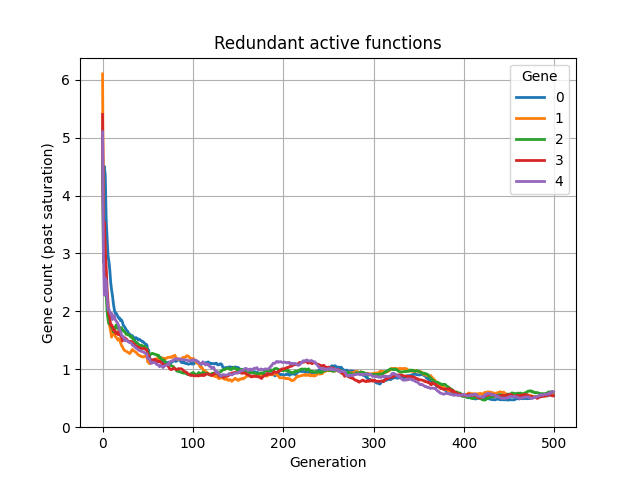 Redundant active functions
Gene
0
1
2
3
4
Gene count (past saturation)
6
5
4
3
2
1
0
0 100 200 300 400 500
Generation